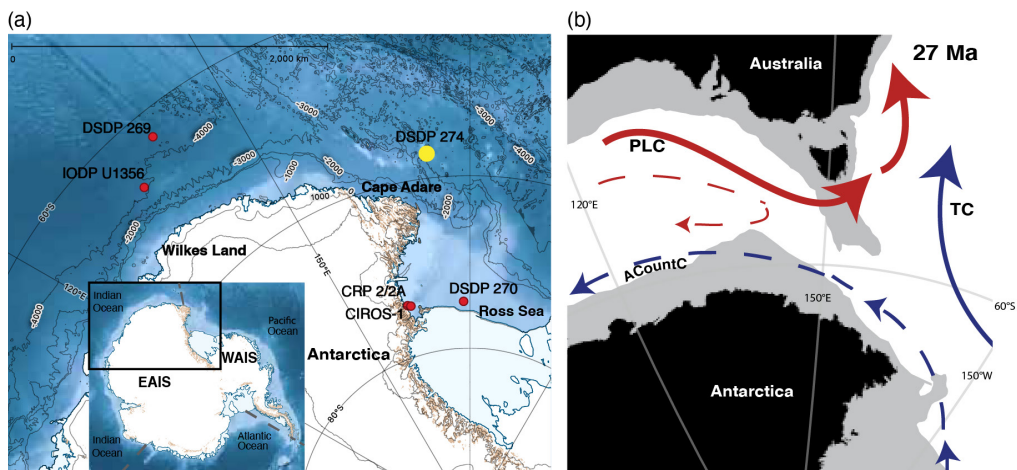 (a)
0
2,000 km
-3000
-3000
-4000
DSDP 269
-4000
DSDP 274
IODP U1356
-3000
-2000
-1000
-2000
1000
Cape Adare
-2000
60°S
Wilkes Land
150°E
120°E
-4000
DSDP 270
CRP 2/2A
CIROS-1
Ross Sea
Antarctica
80°S
Indian
Ocean
Pacific
Ocean
WAIS
EAIS
Indian
Ocean
Atlantic
Ocean
(b)
Australia
27 Ma
PLC
120°E
TC
ACountC
150°E
60°S
150°W
Antarctica